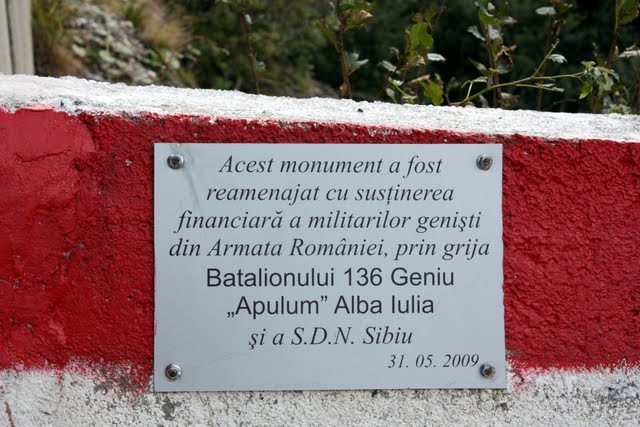 Acest monument a fost
reamenajat cu susținerea
financiară a militarilor geniști
din Armata României, prin grija
Batalionului 136 Geniu
„Apulum” Alba Iulia
şi a S.D.N. Sibiu
31. 05. 2009